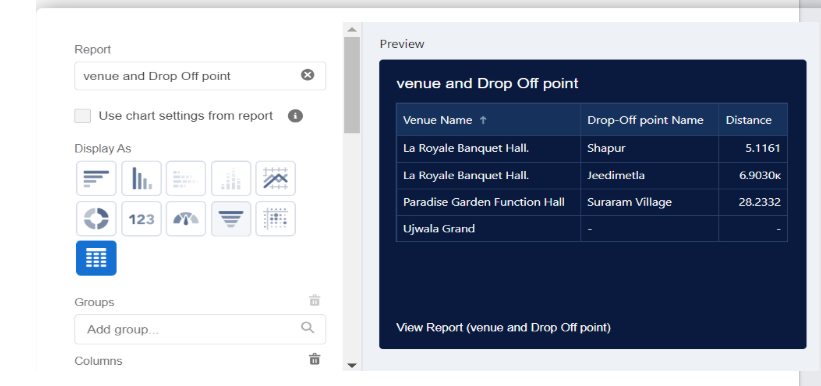 Report
venue and Drop Off point
Use chart settings from report
Display As
123
Groups
Add group...
Columns
Preview
venue and Drop Off point
Venue Name ↑ Drop-Off point Name Distance
La Royale Banquet Hall. Shapur 5.1161
La Royale Banquet Hall. Jeedimetla 6.9030к
Paradise Garden Function Hall Suraram Village 28.2332
Ujwala Grand - -
View Report (venue and Drop Off point)